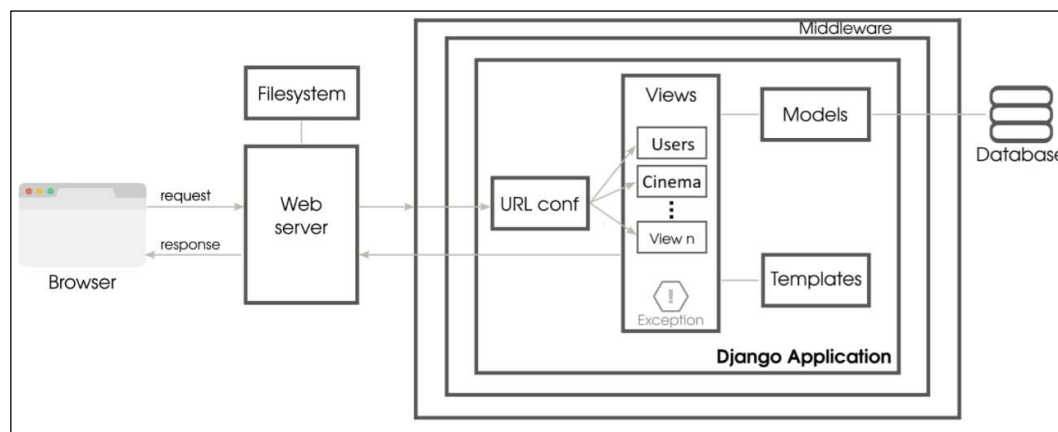 Middleware
Filesystem
Views
Models
Users
Database
Cinema
request
Web
server
URL conf
response
View n
Browser
Templates
!
Exception
Django Application